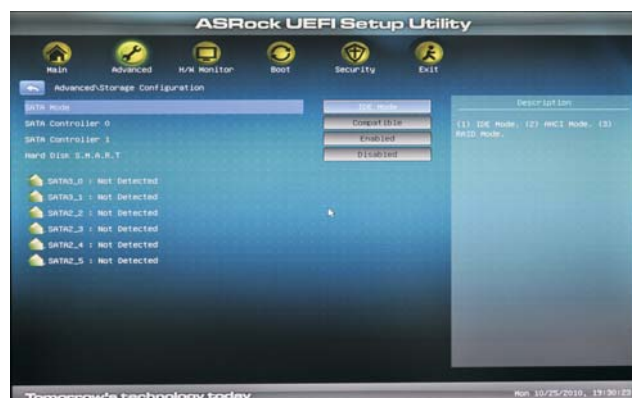 ASRock UEFI Setup Utility
Main Advanced H/W Monitor Boot Security Exit
Advanced\Storage Configuration
SATA Mode IDE Mode
SATA Controller 0 Compatible
SATA Controller 1 Enabled
Hard Disk S.M.A.R.T Disabled
SATA3_0 : Not Detected
SATA3_1 : Not Detected
SATA2_2 : Not Detected
SATA2_3 : Not Detected
SATA2_4 : Not Detected
SATA2_5 : Not Detected
Description
(1) IDE Mode. (2) AHCI Mode. (3)
RAID Mode.
Tomorrow's technology today
Mon 10/25/2010, 19:30:23